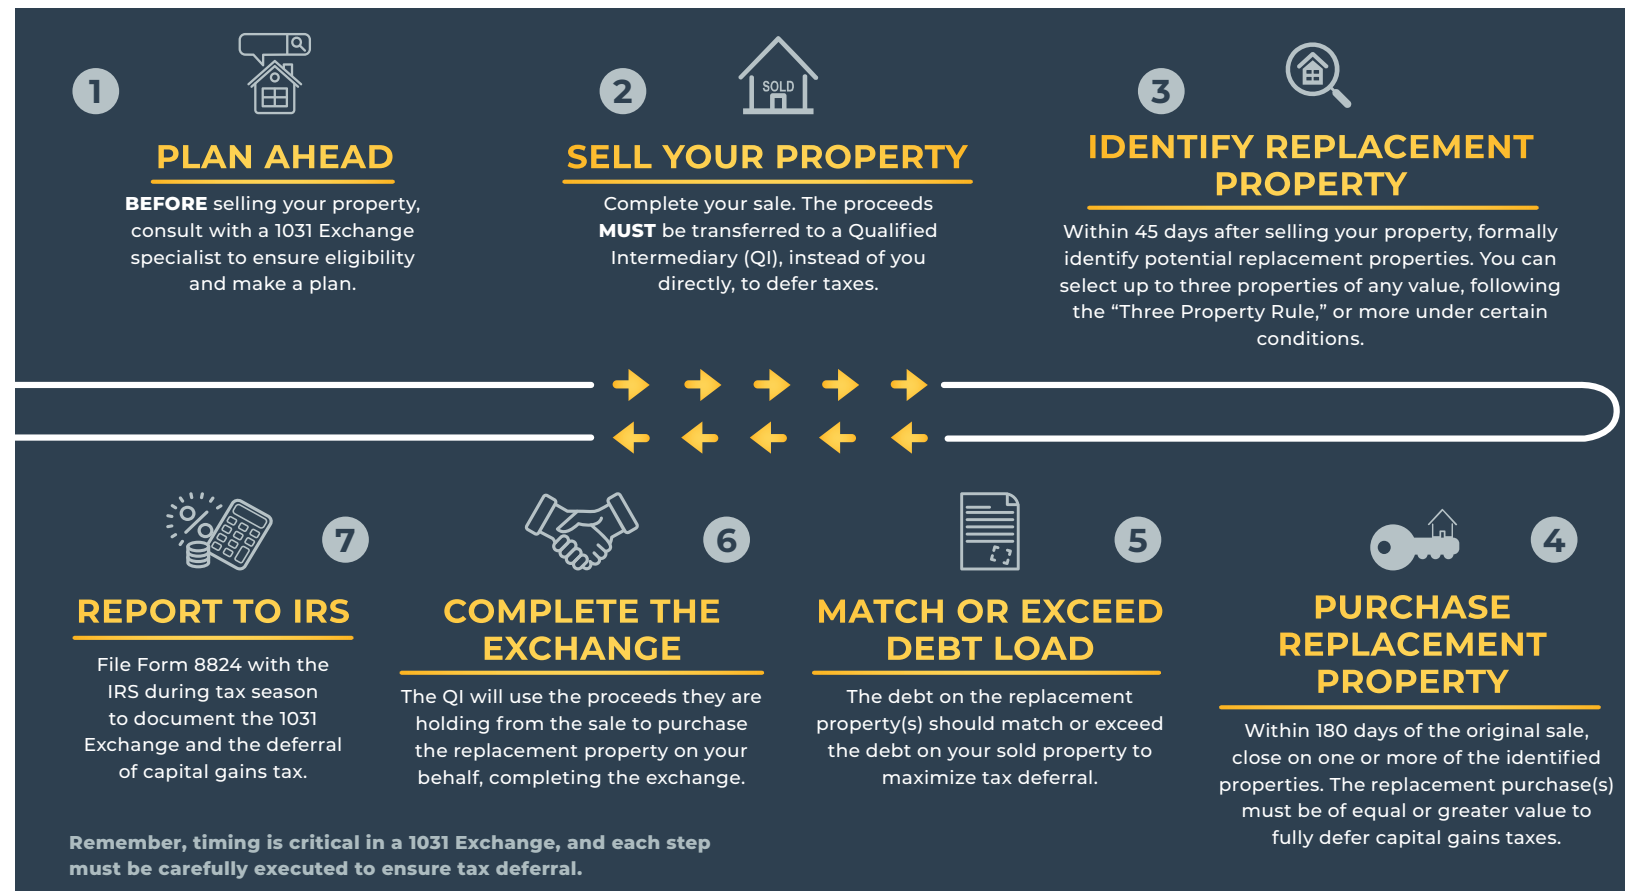 1
PLAN AHEAD
BEFORE selling your property,
consult with a 1031 Exchange
specialist to ensure eligibility
and make a plan.
2
SOLD
SELL YOUR PROPERTY
Complete your sale. The proceeds
MUST be transferred to a Qualified
Intermediary (QI), instead of you
directly, to defer taxes.
3
IDENTIFY REPLACEMENT
PROPERTY
Within 45 days after selling your property, formally
identify potential replacement properties. You can
select up to three properties of any value, following
the “Three Property Rule,” or more under certain
conditions.
4
PURCHASE
REPLACEMENT
PROPERTY
Within 180 days of the original sale,
close on one or more of the identified
properties. The replacement purchase(s)
must be of equal or greater value to
fully defer capital gains taxes.
5
MATCH OR EXCEED
DEBT LOAD
The debt on the replacement
property(s) should match or exceed
the debt on your sold property to
maximize tax deferral.
6
COMPLETE THE
EXCHANGE
The QI will use the proceeds they are
holding from the sale to purchase
the replacement property on your
behalf, completing the exchange.
7
REPORT TO IRS
File Form 8824 with the
IRS during tax season
to document the 1031
Exchange and the deferral
of capital gains tax.
Remember, timing is critical in a 1031 Exchange, and each step
must be carefully executed to ensure tax deferral.